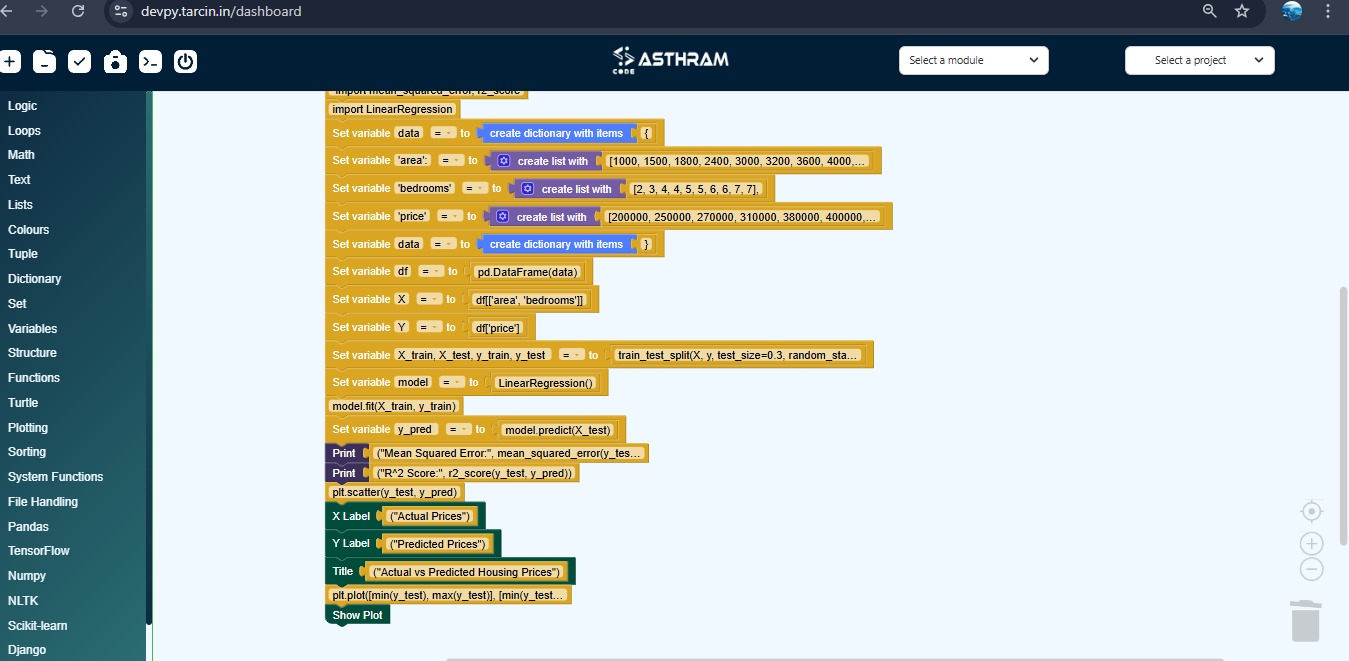 devpy.tarcin.in/dashboard
ASTHRAM
CODE
Select a module
Select a project
Logic
Loops
Math
Text
Lists
Colours
Tuple
Dictionary
Set
Variables
Structure
Functions
Turtle
Plotting
Sorting
System Functions
File Handling
Pandas
TensorFlow
Numpy
NLTK
Scikit-learn
Django
import mean_squared_error, r2_score
import LinearRegression
Set variable data = to create dictionary with items {
Set variable 'area': = to create list with [1000, 1500, 1800, 2400, 3000, 3200, 3600, 4000,...
Set variable 'bedrooms' = to create list with [2, 3, 4, 4, 5, 5, 6, 6, 7, 7],
Set variable 'price' = to create list with [200000, 250000, 270000, 310000, 380000, 400000,...
Set variable data = to create dictionary with items }
Set variable df = to pd.DataFrame(data)
Set variable X = to df[['area', 'bedrooms']]
Set variable Y = to df['price']
Set variable X_train, X_test, y_train, y_test = to train_test_split(X, y, test_size=0.3, random_sta...
Set variable model = to LinearRegression()
model.fit(X_train, y_train)
Set variable y_pred = to model.predict(X_test)
Print ("Mean Squared Error:", mean_squared_error(y_tes...
Print ("R^2 Score:", r2_score(y_test, y_pred))
plt.scatter(y_test, y_pred)
X Label ("Actual Prices")
Y Label ("Predicted Prices")
Title ("Actual vs Predicted Housing Prices")
plt.plot([min(y_test), max(y_test)], [min(y_test...
Show Plot